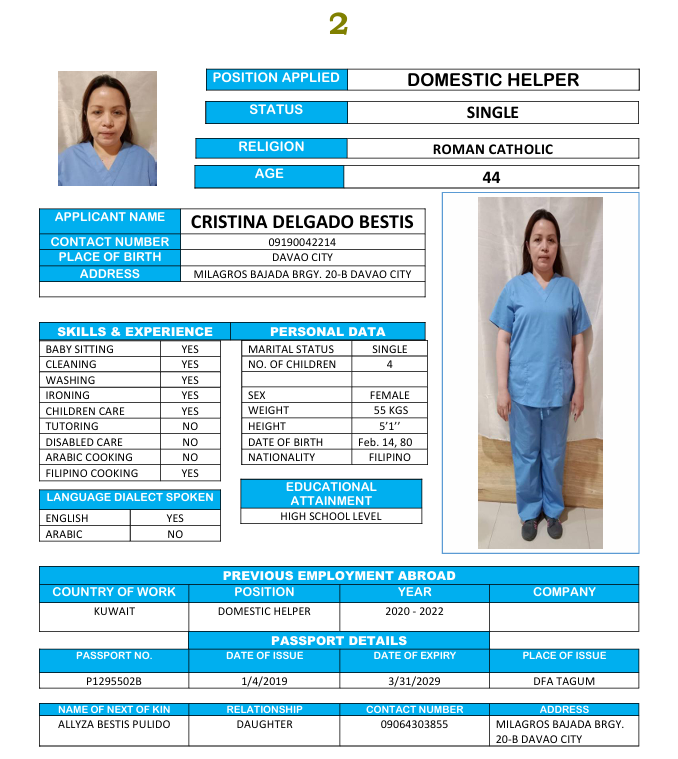 2
POSITION APPLIED DOMESTIC HELPER
STATUS SINGLE
RELIGION ROMAN CATHOLIC
AGE 44
APPLICANT NAME CRISTINA DELGADO BESTIS
CONTACT NUMBER 09190042214
PLACE OF BIRTH DAVAO CITY
ADDRESS MILAGROS BAJADA BRGY. 20-B DAVAO CITY
SKILLS & EXPERIENCE
BABY SITTING YES
CLEANING YES
WASHING YES
IRONING YES
CHILDREN CARE YES
TUTORING NO
DISABLED CARE NO
ARABIC COOKING NO
FILIPINO COOKING YES
LANGUAGE DIALECT SPOKEN
ENGLISH YES
ARABIC NO
PERSONAL DATA
MARITAL STATUS SINGLE
NO. OF CHILDREN 4
SEX FEMALE
WEIGHT 55 KGS
HEIGHT 5’1’’
DATE OF BIRTH Feb. 14, 80
NATIONALITY FILIPINO
EDUCATIONAL
ATTAINMENT
HIGH SCHOOL LEVEL
PREVIOUS EMPLOYMENT ABROAD
COUNTRY OF WORK POSITION YEAR COMPANY
KUWAIT DOMESTIC HELPER 2020 - 2022
PASSPORT DETAILS
PASSPORT NO. DATE OF ISSUE DATE OF EXPIRY PLACE OF ISSUE
P1295502B 1/4/2019 3/31/2029 DFA TAGUM
NAME OF NEXT OF KIN RELATIONSHIP CONTACT NUMBER ADDRESS
ALLYZA BESTIS PULIDO DAUGHTER 09064303855 MILAGROS BAJADA BRGY.
20-B DAVAO CITY